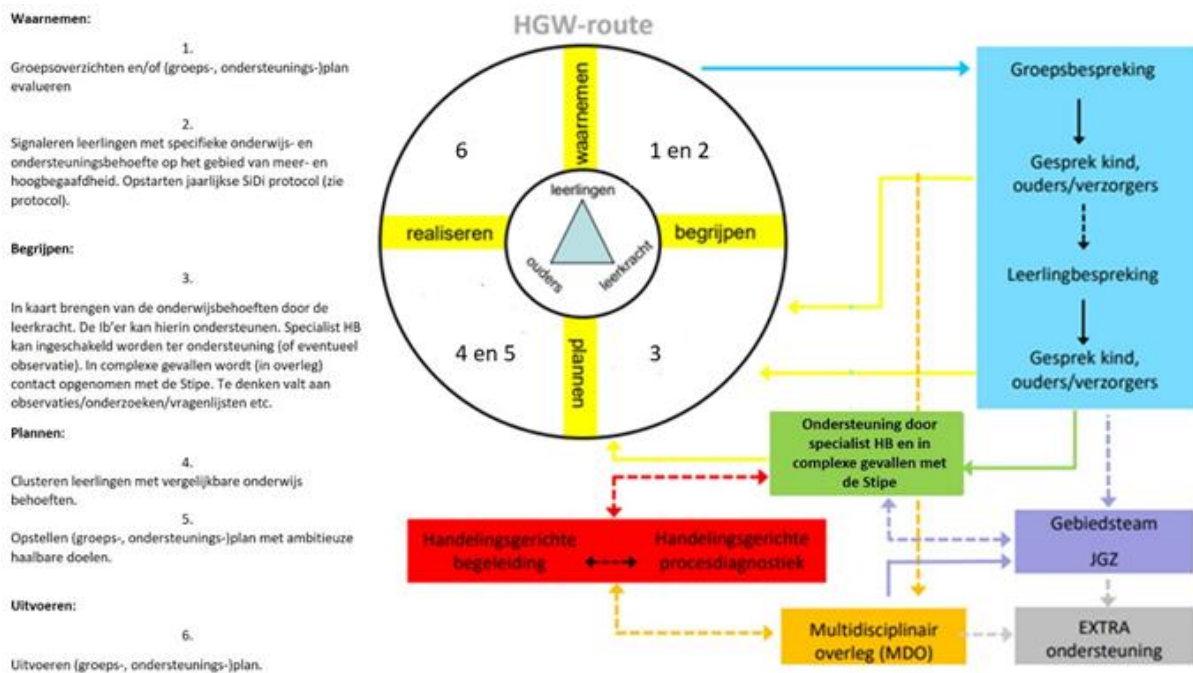 Waarnemen:
1.
Groepsoverzichten en/of (groeps-, ondersteunings-)plan
evalueren
2.
Signaleren leerlingen met specifieke onderwijs- en
ondersteuningsbehoefte op het gebied van meer- en
hoogbegaafdheid. Opstarten jaarlijkse SiDi protocol (zie
protocol).
Begrijpen:
3.
In kaart brengen van de onderwijsbehoeften door de
leerkracht. De Ib'er kan hierin ondersteunen. Specialist HB
kan ingeschakeld worden ter ondersteuning (of eventueel
observatie). In complexe gevallen wordt (in overleg)
contact opgenomen met de Stipe. Te denken valt aan
observaties/onderzoeken/vragenlijsten etc.
Plannen:
4.
Clusteren leerlingen met vergelijkbare onderwijs
behoeften.
5.
Opstellen (groeps-, ondersteunings-)plan met ambitieuze
haalbare doelen.
Uitvoeren:
6.
Uitvoeren (groeps-, ondersteunings-)plan.
HGW-route
waarnemen
6
1 en 2
leerlingen
realiseren
begrijpen
ouders
leerkracht
4 en 5
plannen
3
Groepsbespreking
Gesprek kind,
ouders/verzorgers
Leerlingbespreking
Gesprek kind,
ouders/verzorgers
Ondersteuning door
specialist HB en in
complexe gevallen met
de Stipe
Handelingsgerichte
begeleiding
Handelingsgerichte
procesdiagnostiek
Gebiedsteam
JGZ
Multidisciplinair
overleg (MDO)
EXTRA
ondersteuning